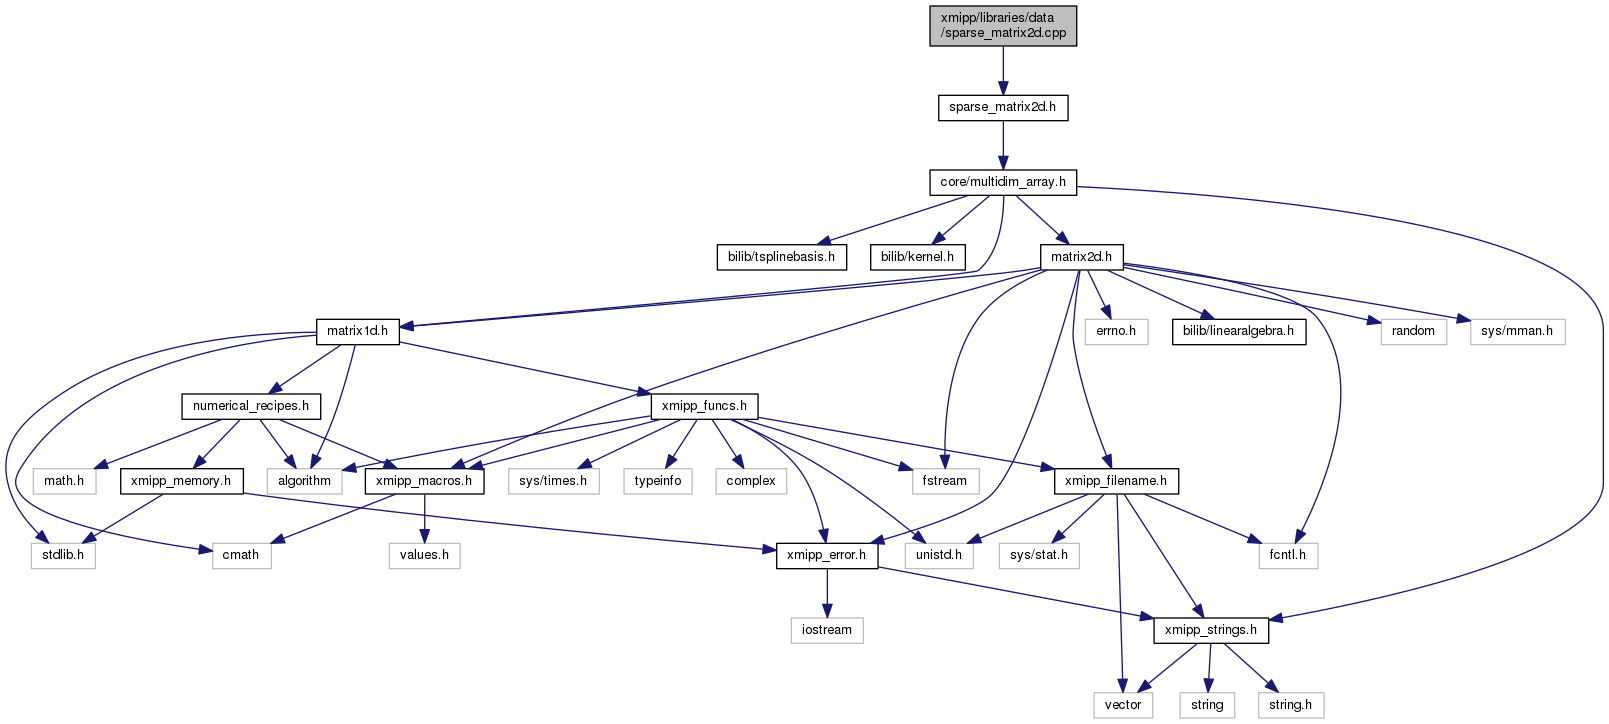 xmipp/libraries/data
/sparse_matrix2d.cpp
sparse_matrix2d.h
core/multidim_array.h
bilib/tsplinebasis.h
bilib/kernel.h
matrix2d.h
matrix1d.h
errno.h
bilib/linearalgebra.h
random
sys/mman.h
numerical_recipes.h
xmipp_funcs.h
math.h
xmipp_memory.h
algorithm
xmipp_macros.h
sys/times.h
typeinfo
complex
fstream
xmipp_filename.h
stdlib.h
cmath
values.h
xmipp_error.h
unistd.h
sys/stat.h
fcntl.h
iostream
xmipp_strings.h
vector
string
string.h